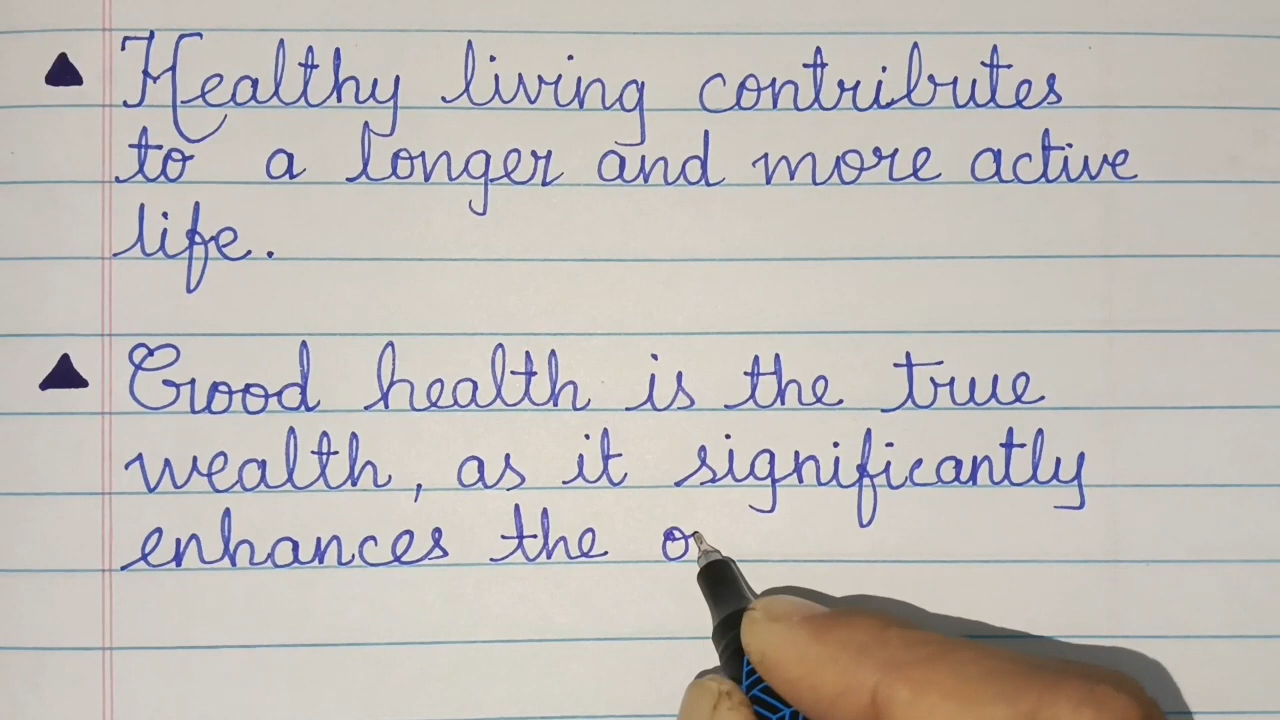 Healthy living contributes
to a longer and more active
life.
Good health is the true
wealth, as it significantly
enhances the o